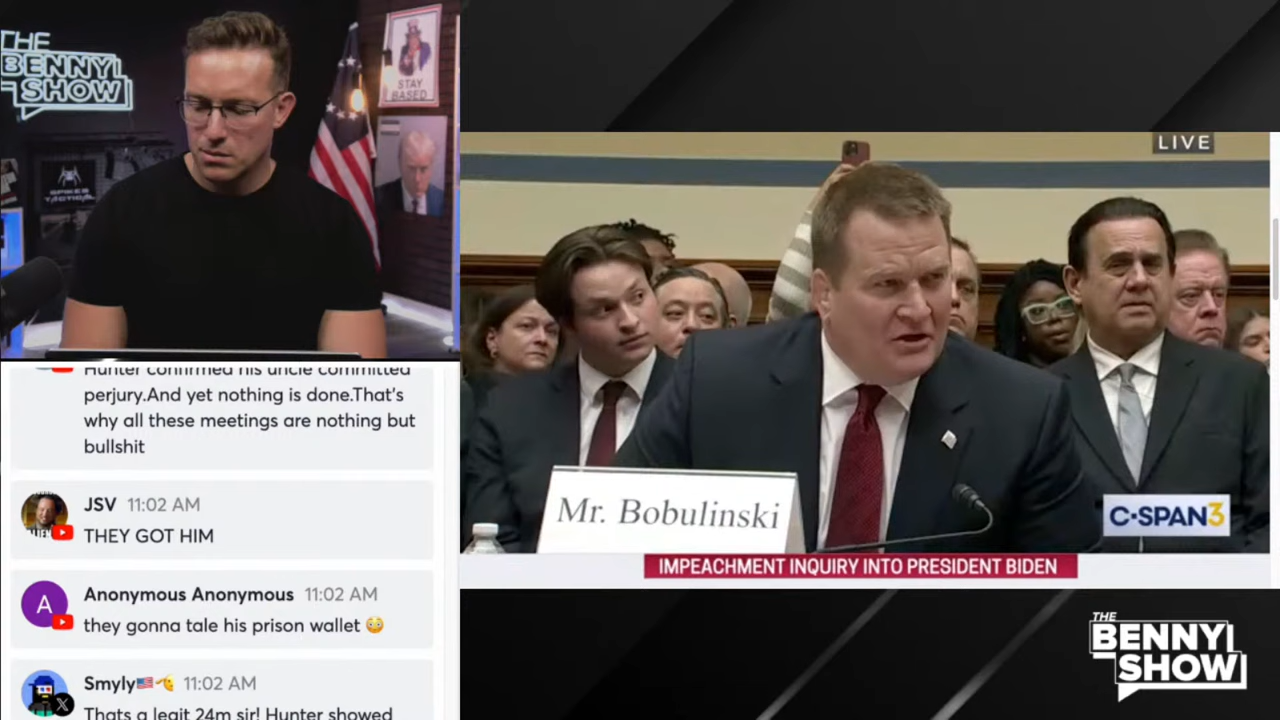 THE
BENNY
SHOW
STAY
BASED
SPIKE'S
TACTICAL
Hunter confirmed his uncle committed
perjury.And yet nothing is done.That's
why all these meetings are nothing but
bullshit
JSV 11:02 AM
THEY GOT HIM
A
Anonymous Anonymous 11:02 AM
they gonna tale his prison wallet 😳
Smyly🇺🇸🫡 11:02 AM
Thats a legit 24m sir! Hunter showed
LIVE
Mr. Bobulinski
C-SPAN3
IMPEACHMENT INQUIRY INTO PRESIDENT BIDEN
THE
BENNY
SHOW